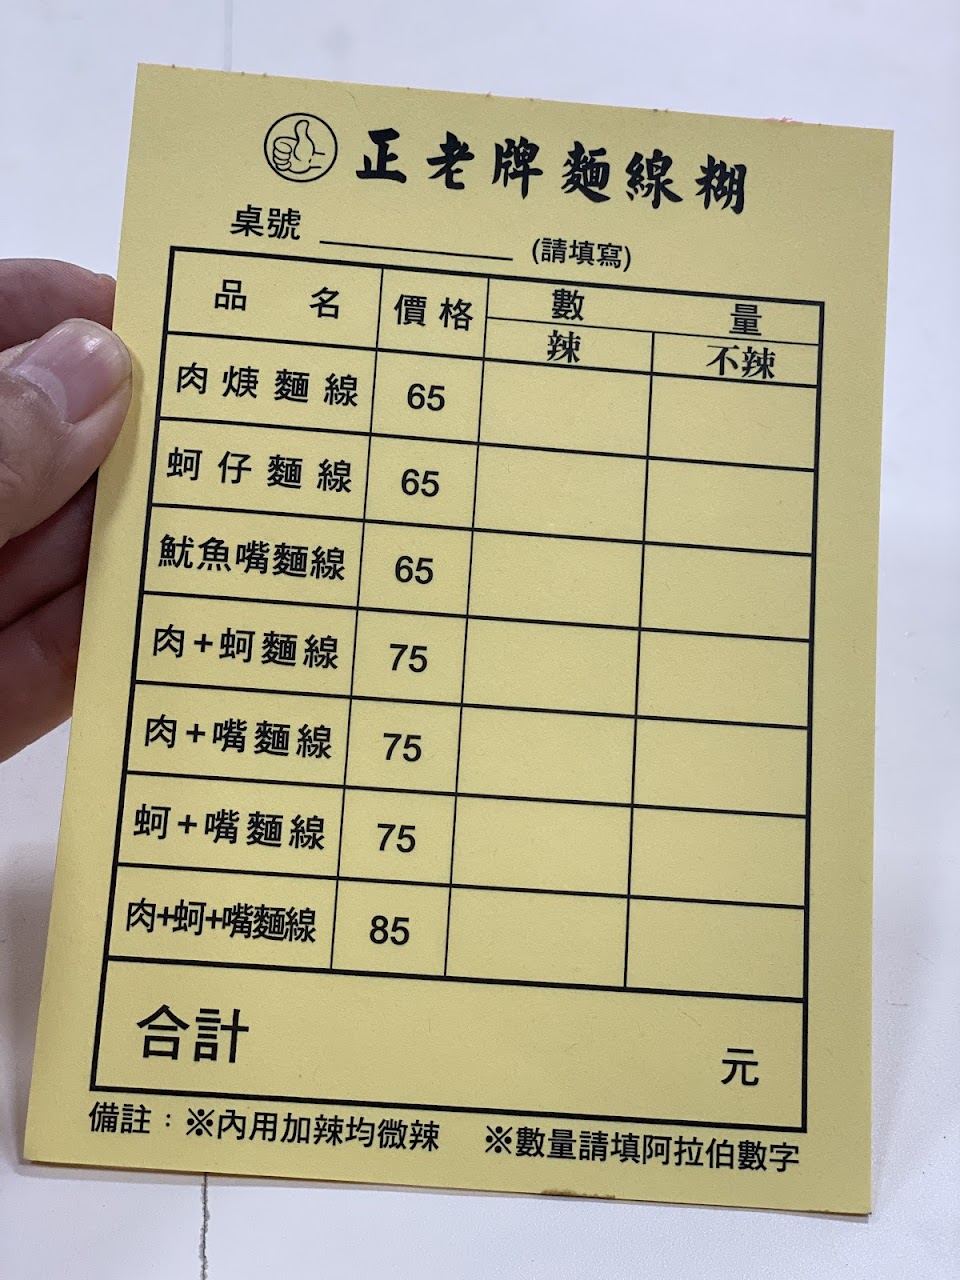 正老牌麵線糊
桌號 ________ (請填寫)
品名 價格 數量
辣 不辣
肉焿麵線 65
蚵仔麵線 65
魷魚嘴麵線 65
肉+蚵麵線 75
肉+嘴麵線 75
蚵+嘴麵線 75
肉+蚵+嘴麵線 85
合計 元
備註：※內用加辣均微辣 ※數量請填阿拉伯數字